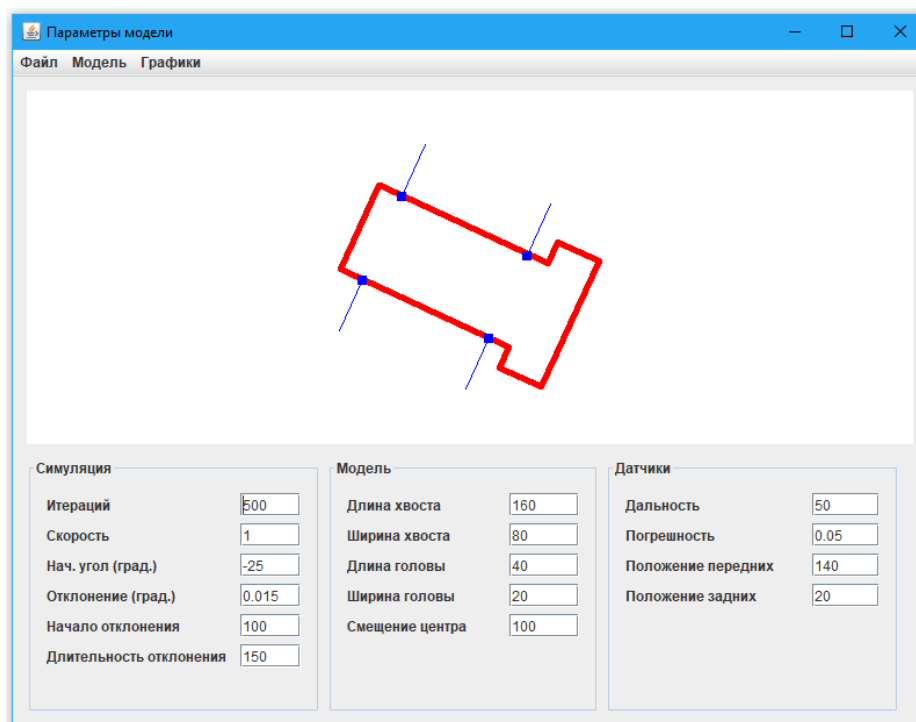 Параметры модели
Файл Модель Графики
Симуляция
Итераций 500
Скорость 1
Нач. угол (град.) -25
Отклонение (град.) 0.015
Начало отклонения 100
Длительность отклонения 150
Модель
Длина хвоста 160
Ширина хвоста 80
Длина головы 40
Ширина головы 20
Смещение центра 100
Датчики
Дальность 50
Погрешность 0.05
Положение передних 140
Положение задних 20